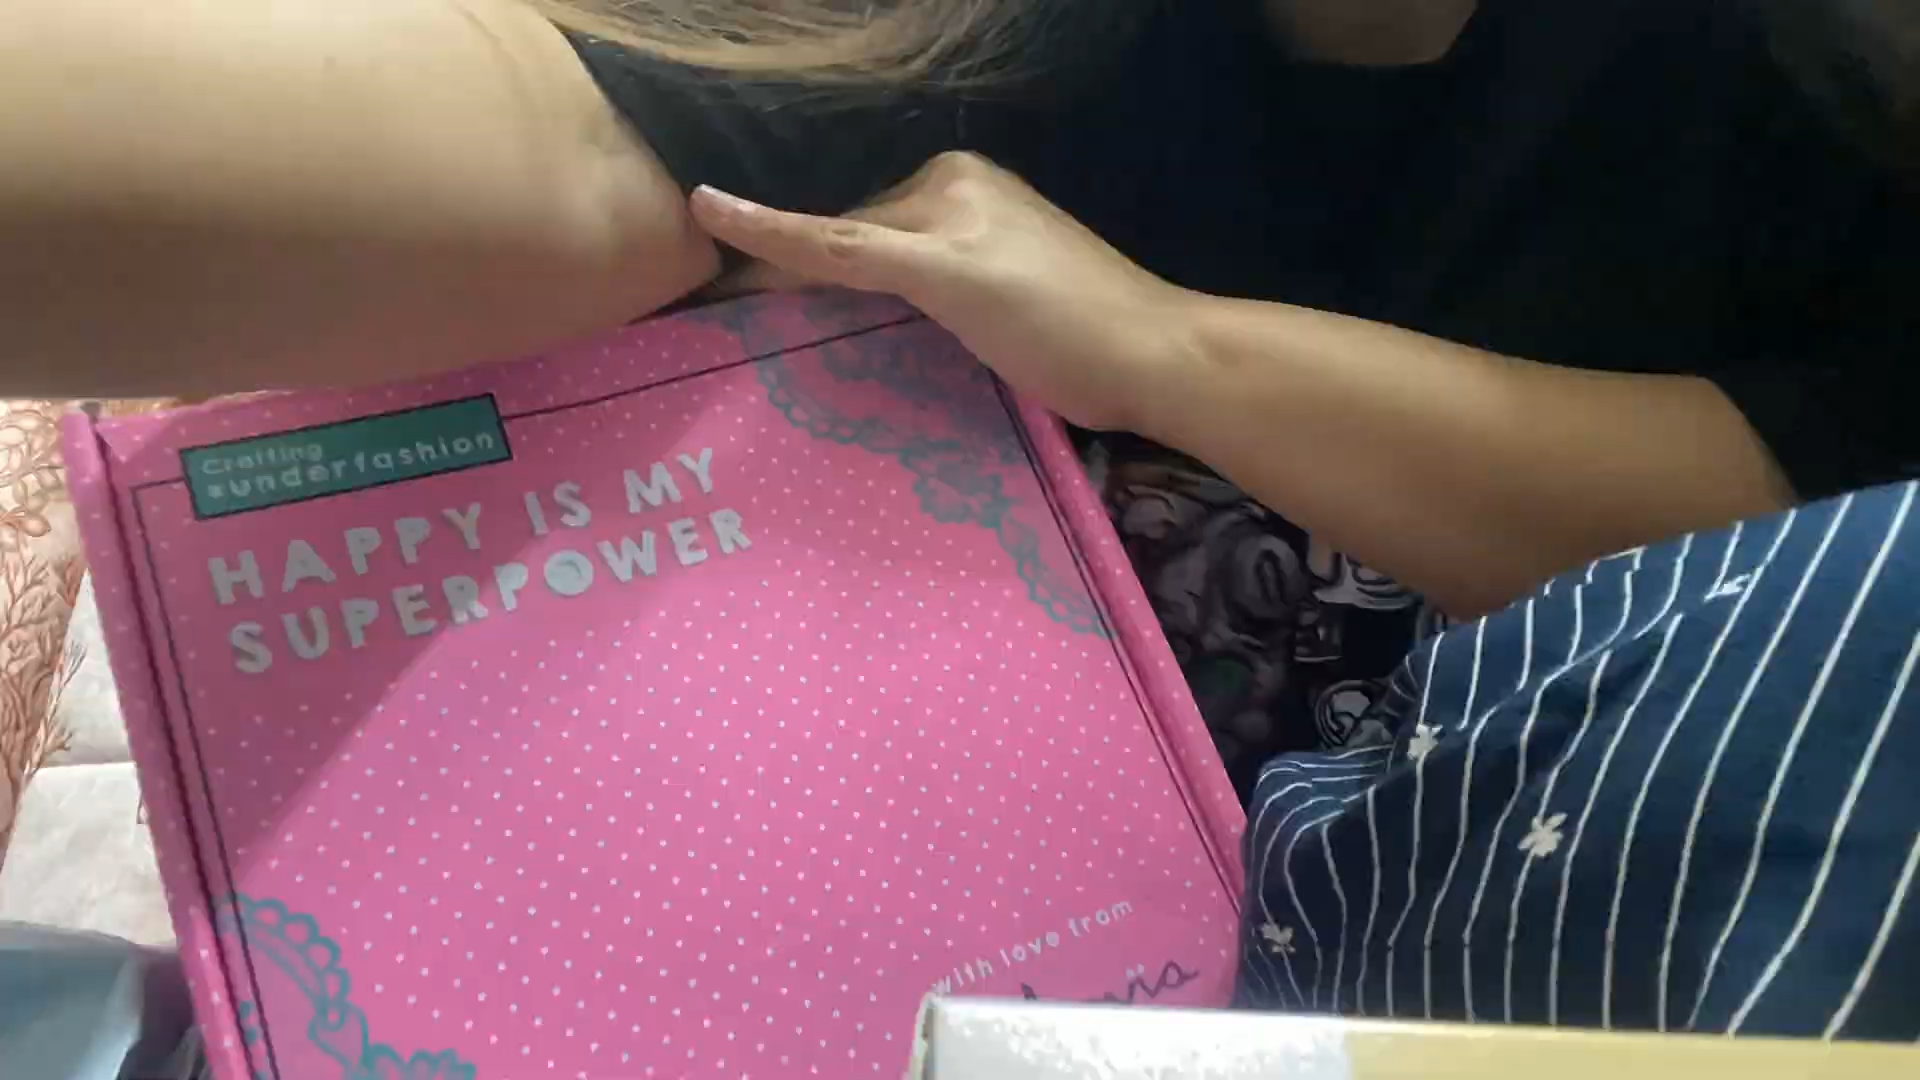 Crafting
#underfashion
HAPPY IS MY
SUPERPOWER
with love from